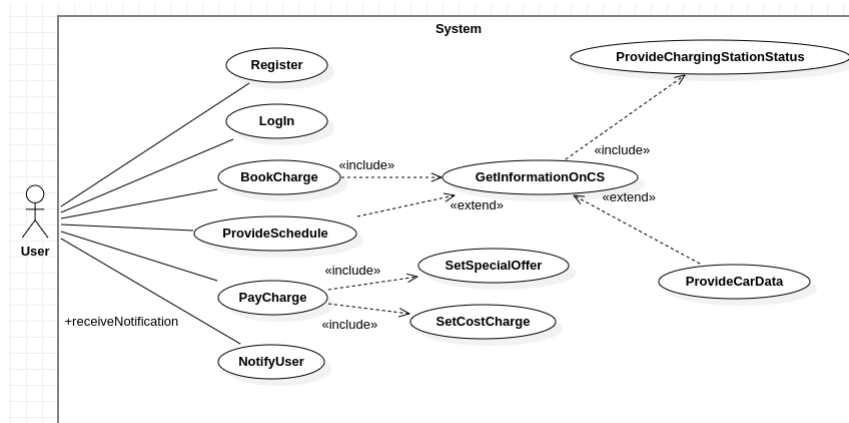 System
ProvideChargingStationStatus
Register
LogIn
«include»
«include»
BookCharge
GetInformationOnCS
«extend»
«extend»
ProvideSchedule
User
SetSpecialOffer
«include»
ProvideCarData
PayCharge
+receiveNotification
«include»
SetCostCharge
NotifyUser